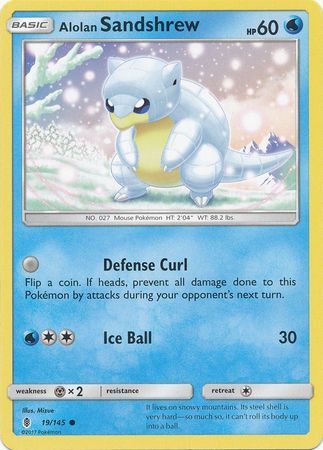 BASIC Alolan Sandshrew HP 60
NO. 027 Mouse Pokémon HT: 2'04" WT: 88.2 lbs.
Defense Curl
Flip a coin. If heads, prevent all damage done to this
Pokémon by attacks during your opponent's next turn.
Ice Ball 30
weakness ×2 resistance retreat
Illus. Mizue
19/145
©2017 Pokémon
It lives on snowy mountains. Its steel shell is
very hard—so much so, it can't roll its body up
into a ball.